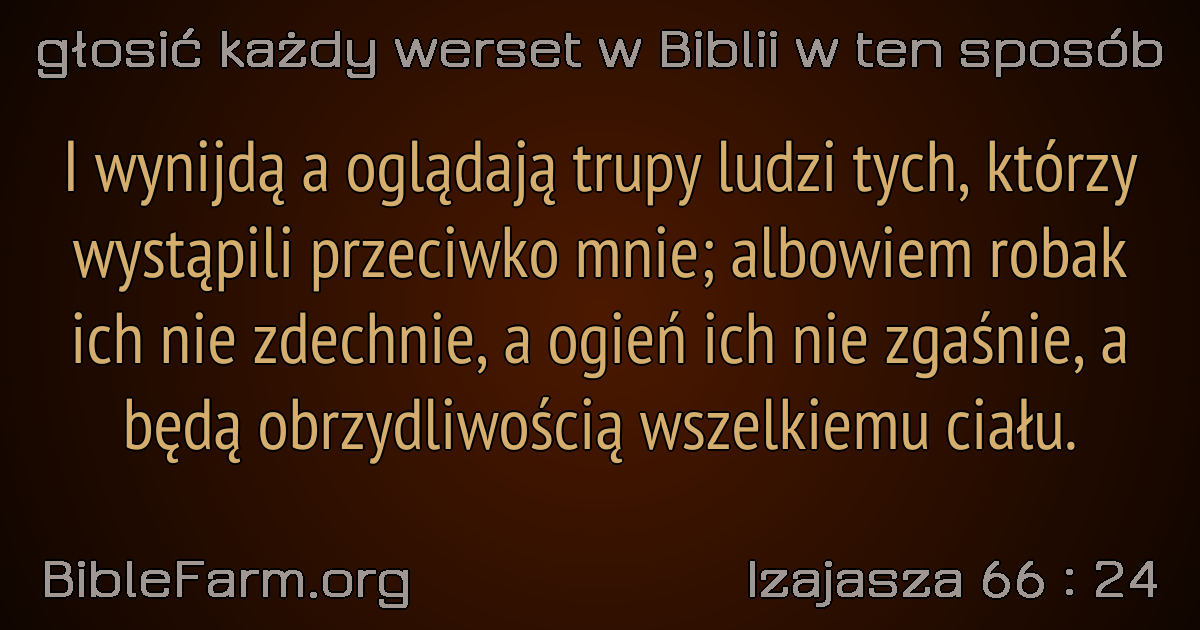 głosić każdy werset w Biblii w ten sposób
I wynijdą a oglądają trupy ludzi tych, którzy
wystąpili przeciwko mnie; albowiem robak
ich nie zdechnie, a ogień ich nie zgaśnie, a
będą obrzydliwością wszelkiemu ciału.
BibleFarm.org
Izajasza 66 : 24